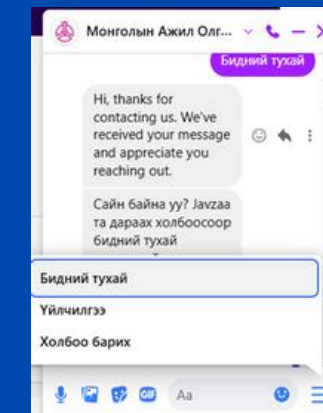 Монголын Ажил Олг...
Бидний тухай
Hi, thanks for
contacting us. We've
received your message
and appreciate you
reaching out.
Сайн байна уу? Javzaa
та дараах холбоосоор
бидний тухай
Бидний тухай
Үйлчилгээ
Холбоо барих
GIF
Aa